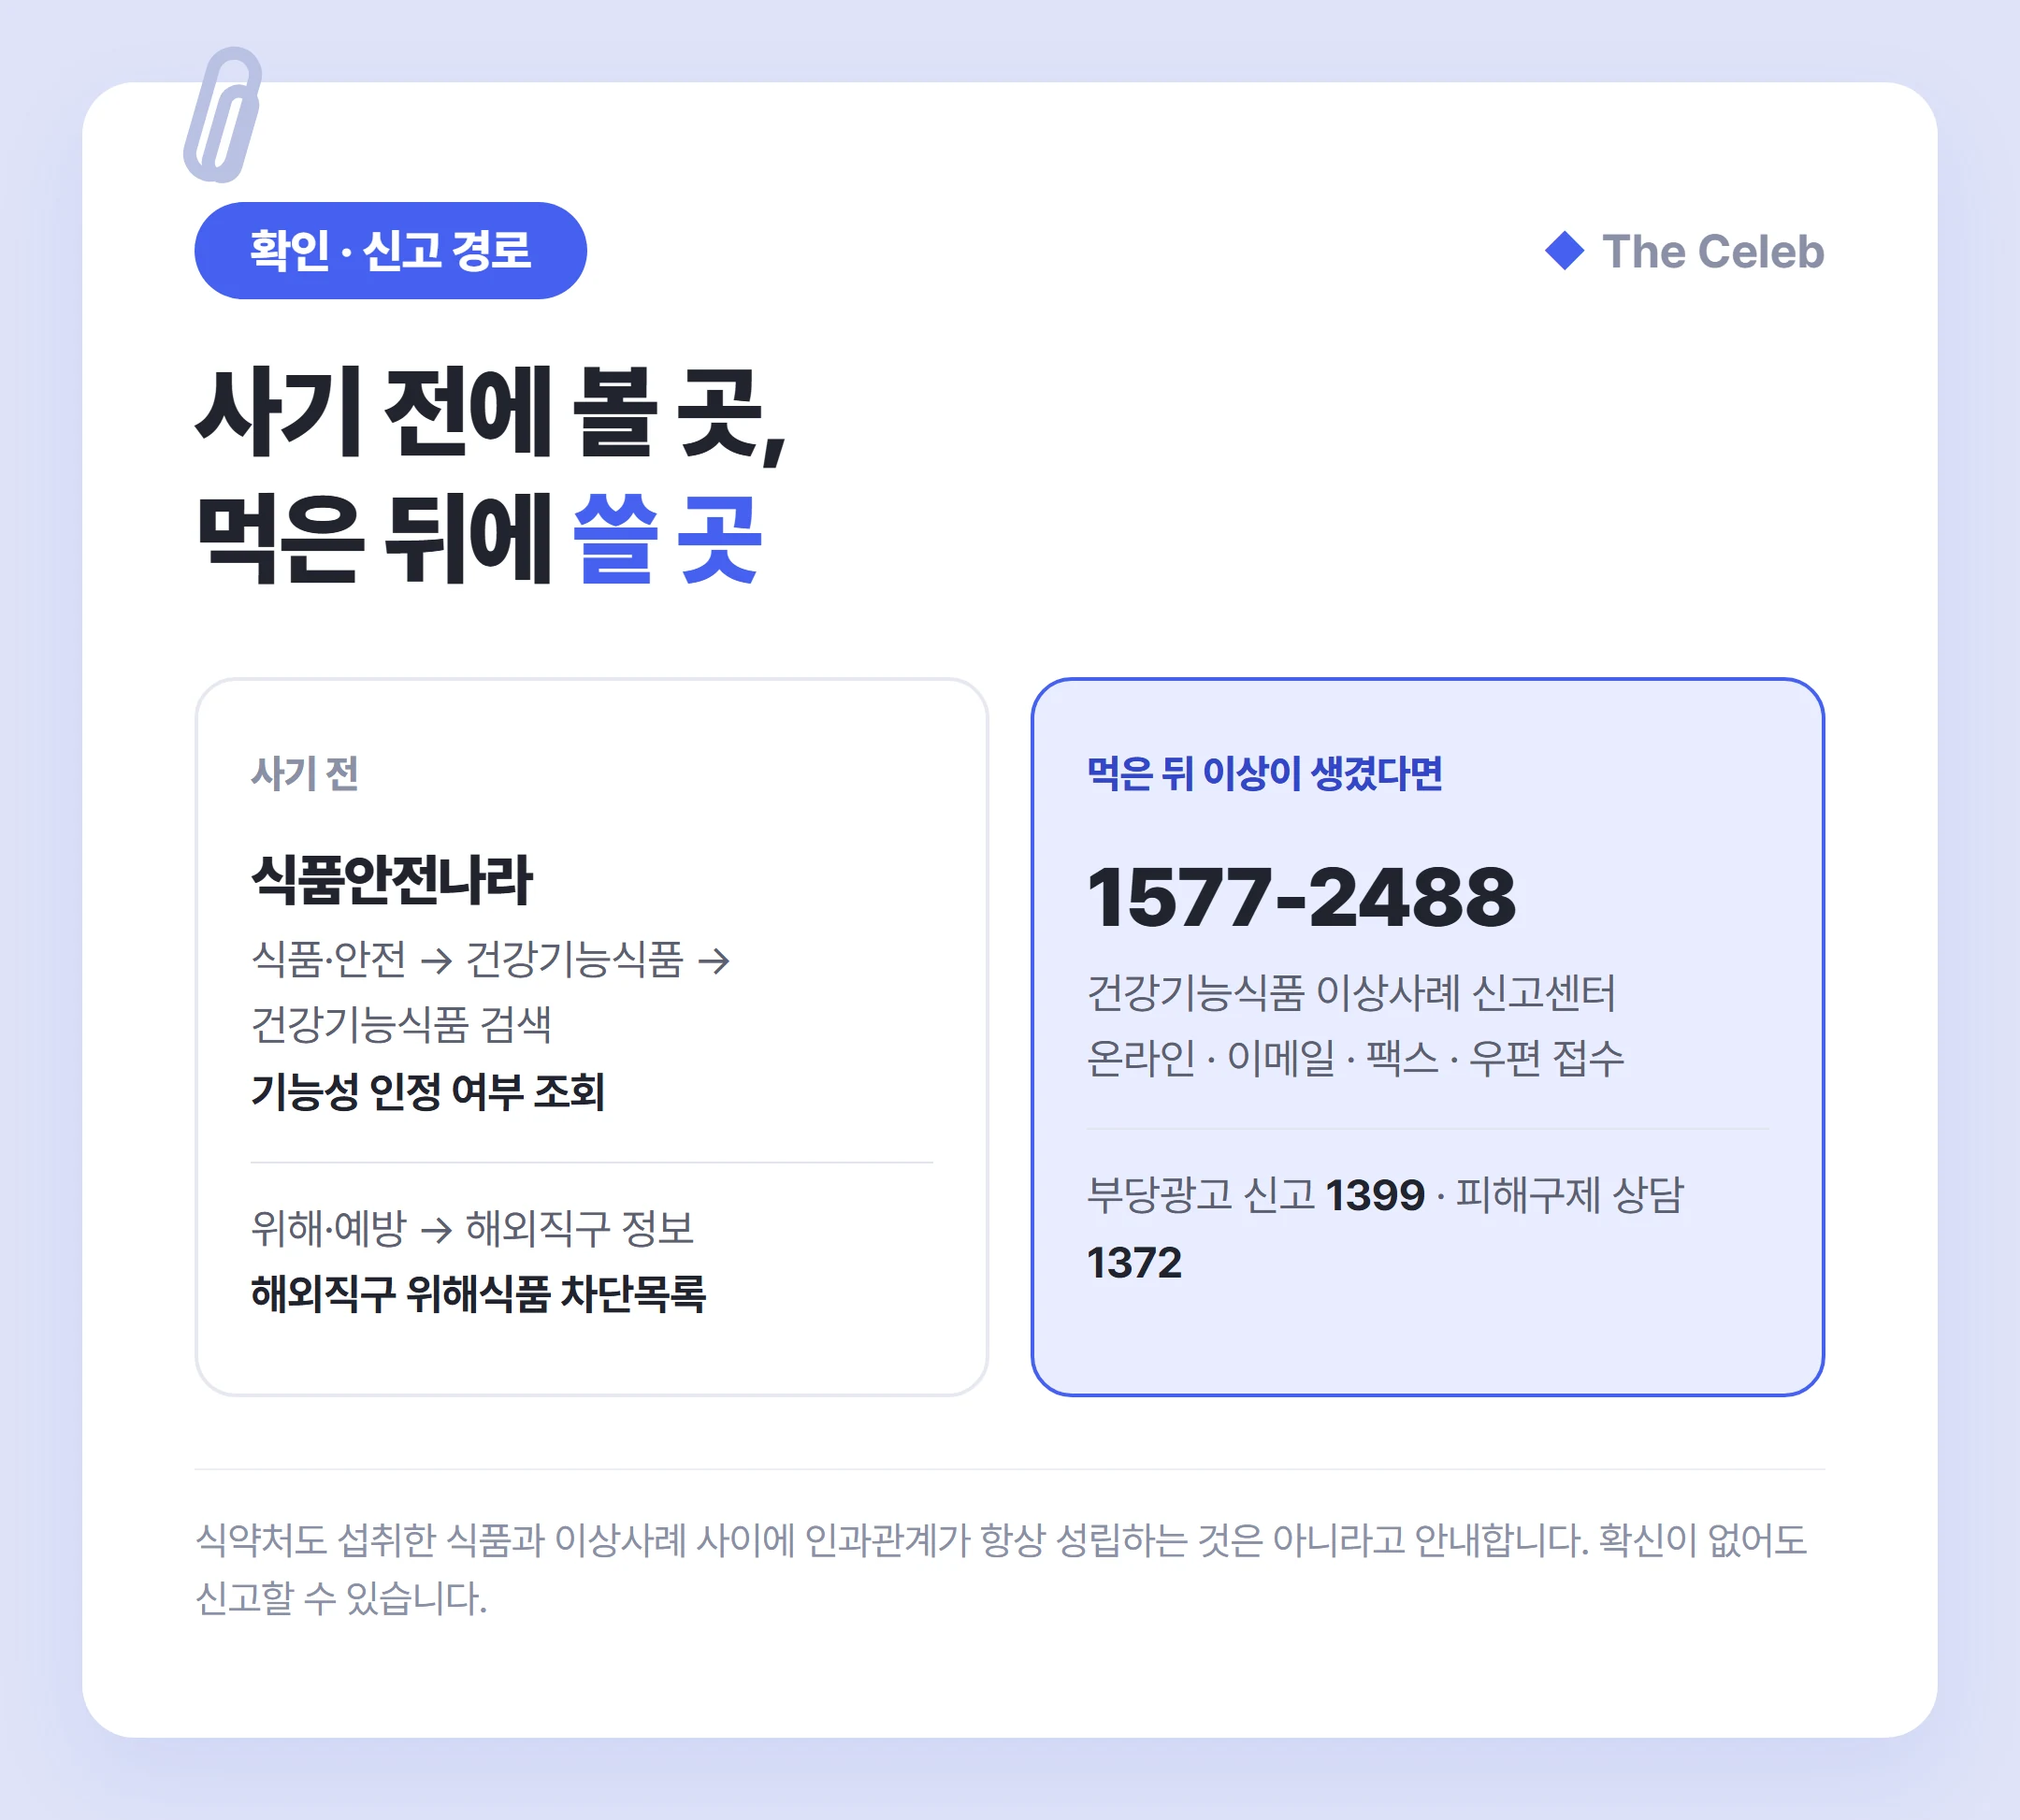 확인 · 신고 경로
The Celeb
사기 전에 볼 곳,
먹은 뒤에 쓸 곳
사기 전
식품안전나라
식품·안전 → 건강기능식품 →
건강기능식품 검색
기능성 인정 여부 조회
위해·예방 → 해외직구 정보
해외직구 위해식품 차단목록
먹은 뒤 이상이 생겼다면
1577-2488
건강기능식품 이상사례 신고센터
온라인 · 이메일 · 팩스 · 우편 접수
부당광고 신고 1399 · 피해구제 상담
1372
식약처도 섭취한 식품과 이상사례 사이에 인과관계가 항상 성립하는 것은 아니라고 안내합니다. 확신이 없어도
신고할 수 있습니다.